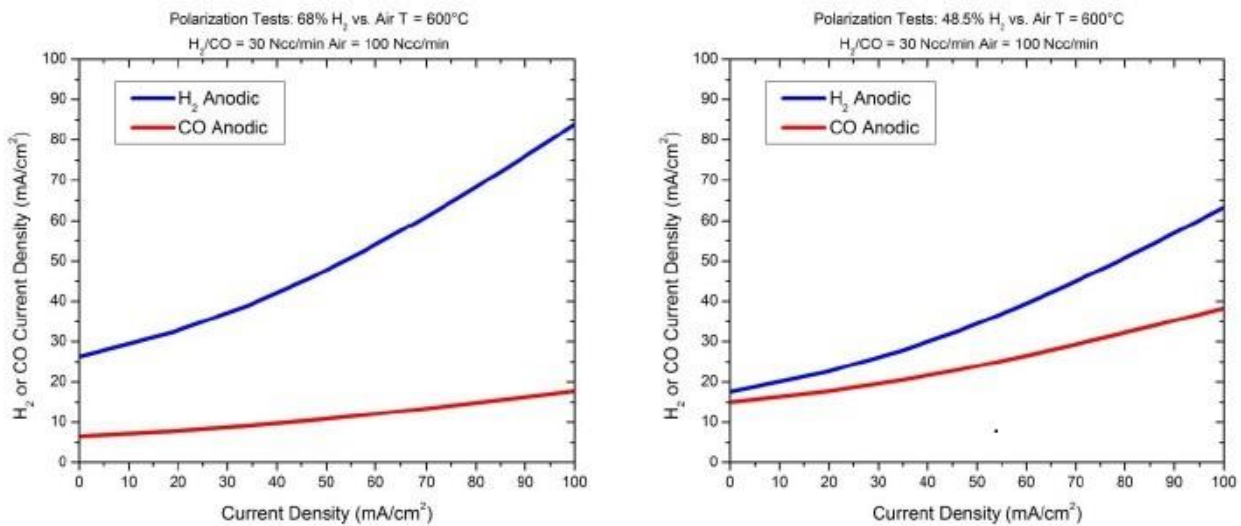 Polarization Tests: 68% H₂ vs. Air T = 600°C
H₂/CO = 30 Ncc/min Air = 100 Ncc/min
100
90
80
70
60
50
40
30
20
10
0
H₂ Anodic
CO Anodic
H₂ or CO Current Density (mA/cm²)
0 10 20 30 40 50 60 70 80 90 100
Current Density (mA/cm²)
Polarization Tests: 48.5% H₂ vs. Air T = 600°C
H₂/CO = 30 Ncc/min Air = 100 Ncc/min
100
90
80
70
60
50
40
30
20
10
0
H₂ Anodic
CO Anodic
H₂ or CO Current Density (mA/cm²)
0 10 20 30 40 50 60 70 80 90 100
Current Density (mA/cm²)